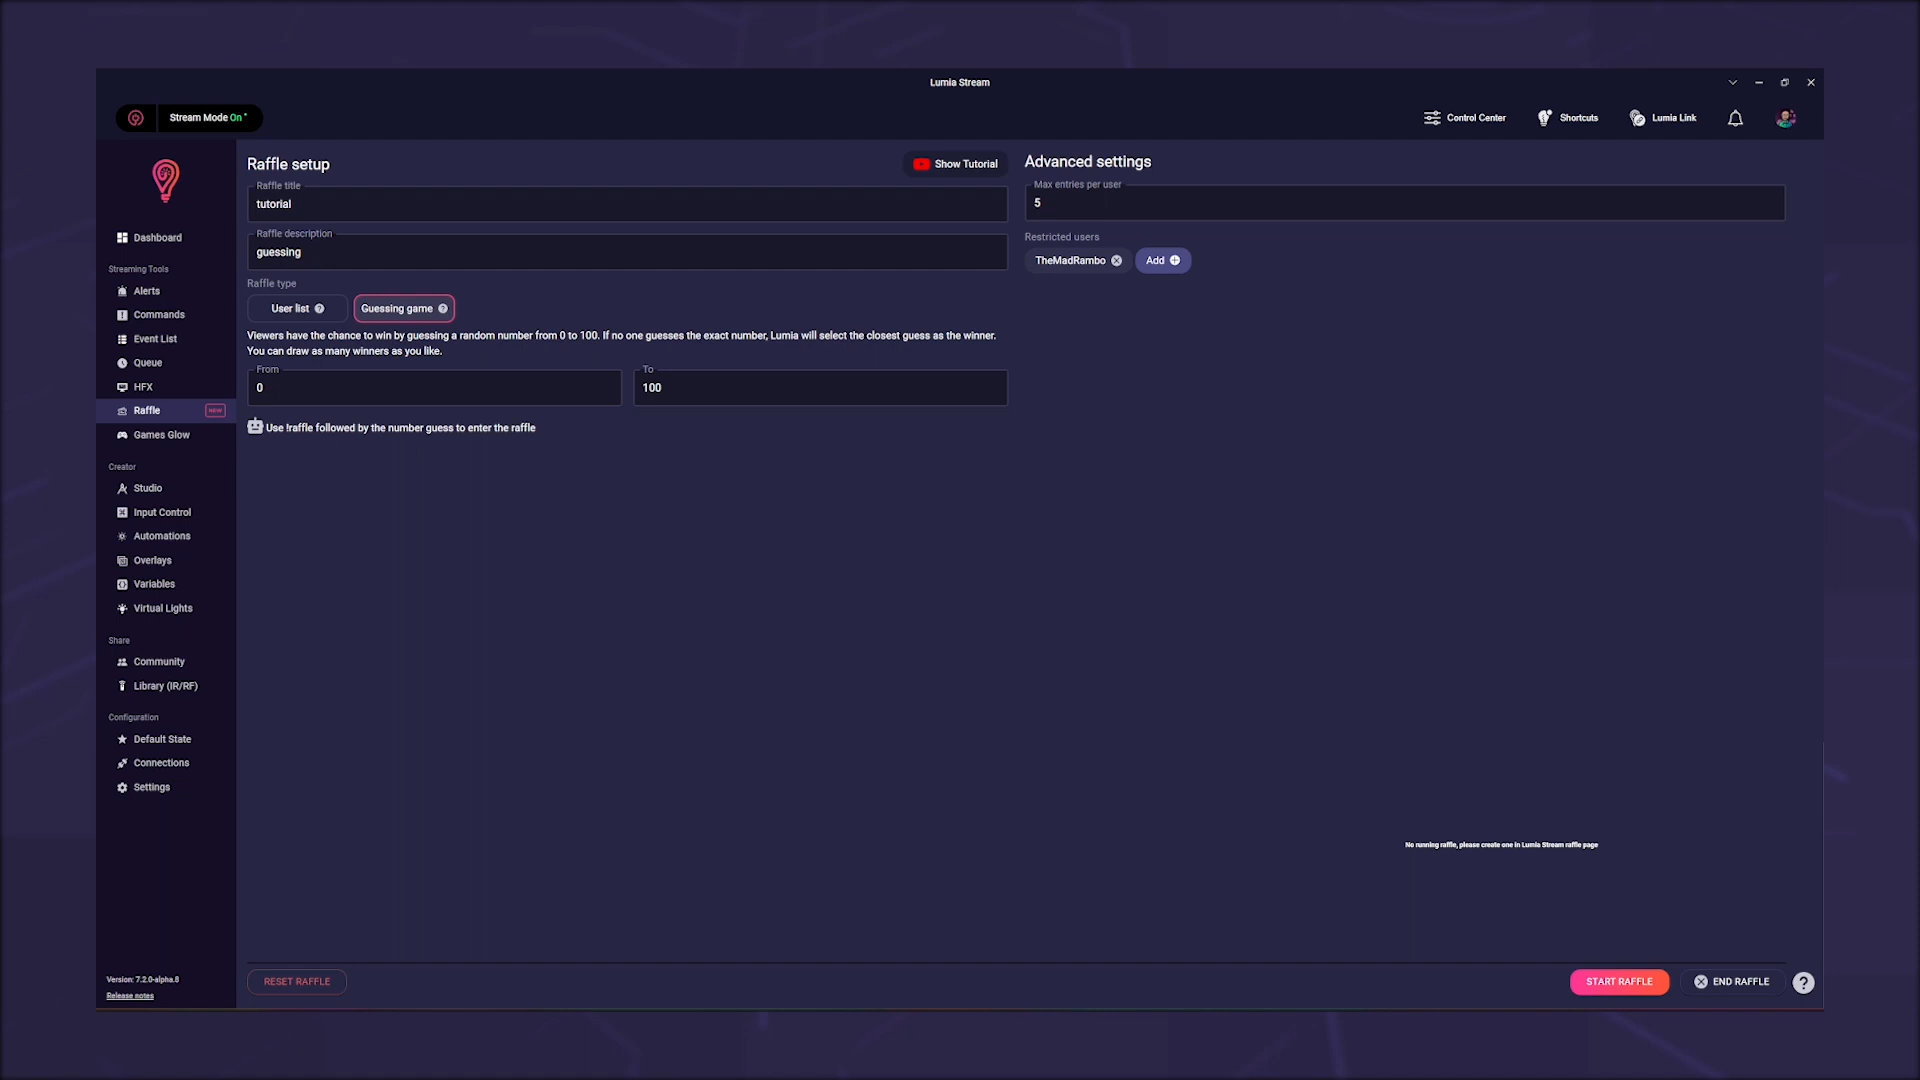 Lumia Stream
Stream Mode On
Control Center
Shortcuts
Lumia Link
Dashboard
Streaming Tools
Alerts
Commands
Event List
Queue
HFX
Raffle NEW
Games Glow
Creator
Studio
Input Control
Automations
Overlays
Variables
Virtual Lights
Share
Community
Library (IR/RF)
Configuration
Default State
Connections
Settings
Version: 7.2.0-alpha.8
Release notes
Raffle setup
Show Tutorial
Raffle title
tutorial
Raffle description
guessing
Raffle type
User list ?
Guessing game ?
Viewers have the chance to win by guessing a random number from 0 to 100. If no one guesses the exact number, Lumia will select the closest guess as the winner.
You can draw as many winners as you like.
From
0
To
100
Use !raffle followed by the number guess to enter the raffle
Advanced settings
Max entries per user
5
Restricted users
TheMadRambo
Add
No running raffle, please create one in Lumia Stream raffle page
RESET RAFFLE
START RAFFLE
END RAFFLE
?